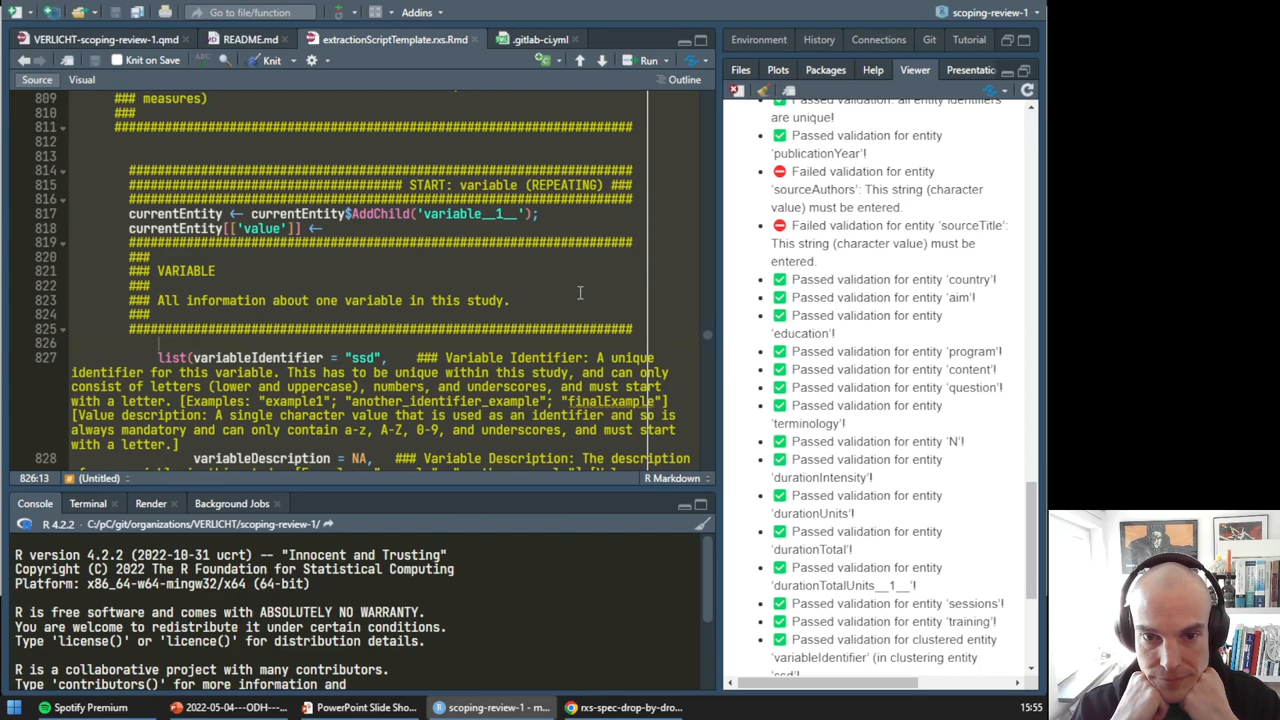 Go to file/function
Addins
scoping-review-1
VERLICHT-scoping-review-1.qmd
README.md
extractionScriptTemplate.rxs.Rmd
.gitlab-ci.yml
Knit on Save
ABC
Knit
Run
Source
Visual
Outline
809 ### measures)
810 ###
811 ########################################################################
812
813
814 ######################################################################
815 ###################################### START: variable (REPEATING) ###
816 ######################################################################
817 currentEntity <- currentEntity$AddChild('variable__1__');
818 currentEntity[['value']] <-
819 ######################################################################
820 ###
821 ### VARIABLE
822 ###
823 ### All information about one variable in this study.
824 ###
825 ######################################################################
826
827 list(variableIdentifier = "ssd", ### Variable Identifier: A unique
identifier for this variable. This has to be unique within this study, and can only
consist of letters (lower and uppercase), numbers, and underscores, and must start
with a letter. [Examples: "example1"; "another_identifier_example"; "finalExample"]
[Value description: A single character value that is used as an identifier and so is
always mandatory and can only contain a-z, A-Z, 0-9, and underscores, and must start
with a letter.]
828 variableDescription = NA, ### Variable Description: The description
826:13
(Untitled)
R Markdown
Console
Terminal
Render
Background Jobs
R 4.2.2 · C:/pC/git/organizations/VERLICHT/scoping-review-1/
R version 4.2.2 (2022-10-31 ucrt) -- "Innocent and Trusting"
Copyright (C) 2022 The R Foundation for Statistical Computing
Platform: x86_64-w64-mingw32/x64 (64-bit)
R is free software and comes with ABSOLUTELY NO WARRANTY.
You are welcome to redistribute it under certain conditions.
Type 'license()' or 'licence()' for distribution details.
R is a collaborative project with many contributors.
Type 'contributors()' for more information and
Environment
History
Connections
Git
Tutorial
Files
Plots
Packages
Help
Viewer
Presentatic
Passed validation: all entity identifiers
are unique!
Passed validation for entity
'publicationYear'!
Failed validation for entity
'sourceAuthors': This string (character
value) must be entered.
Failed validation for entity 'sourceTitle':
This string (character value) must be
entered.
Passed validation for entity 'country'!
Passed validation for entity 'aim'!
Passed validation for entity
'education'!
Passed validation for entity 'program'!
Passed validation for entity 'content'!
Passed validation for entity 'question'!
Passed validation for entity
'terminology'!
Passed validation for entity 'N'!
Passed validation for entity
'durationIntensity'!
Passed validation for entity
'durationUnits'!
Passed validation for entity
'durationTotal'!
Passed validation for entity
'durationTotalUnits__1__'!
Passed validation for entity 'sessions'!
Passed validation for entity 'training'!
Passed validation for clustered entity
'variableIdentifier' (in clustering entity
'ssd'!
Spotify Premium
2022-05-04---ODH---...
PowerPoint Slide Sho...
scoping-review-1 - m...
rxs-spec-drop-by-dro...
15:55